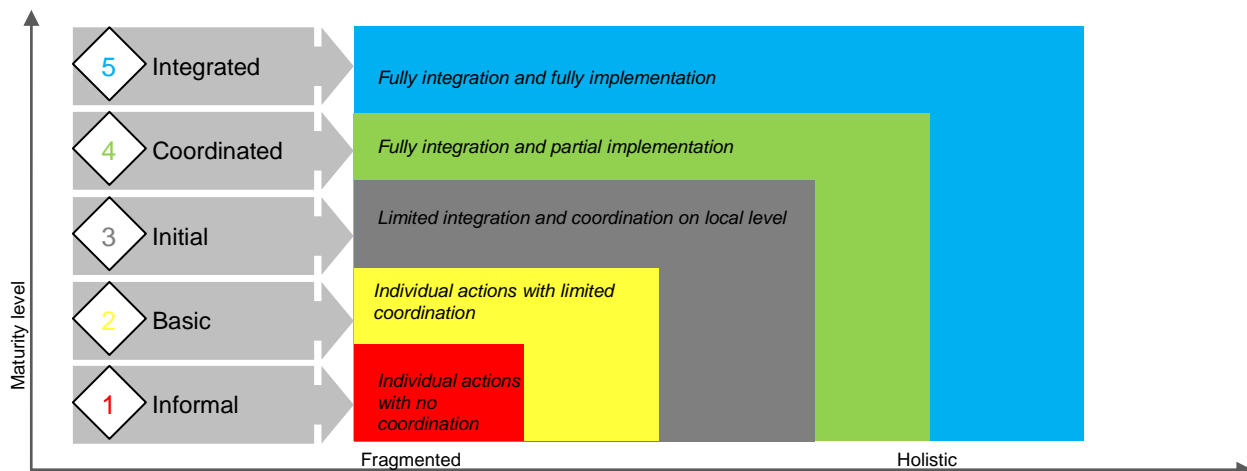 5 Integrated
Fully integration and fully implementation
4 Coordinated
Fully integration and partial implementation
3 Initial
Limited integration and coordination on local level
2 Basic
Individual actions with limited
coordination
1 Informal
Individual actions
with no
coordination
Maturity level
Fragmented
Holistic